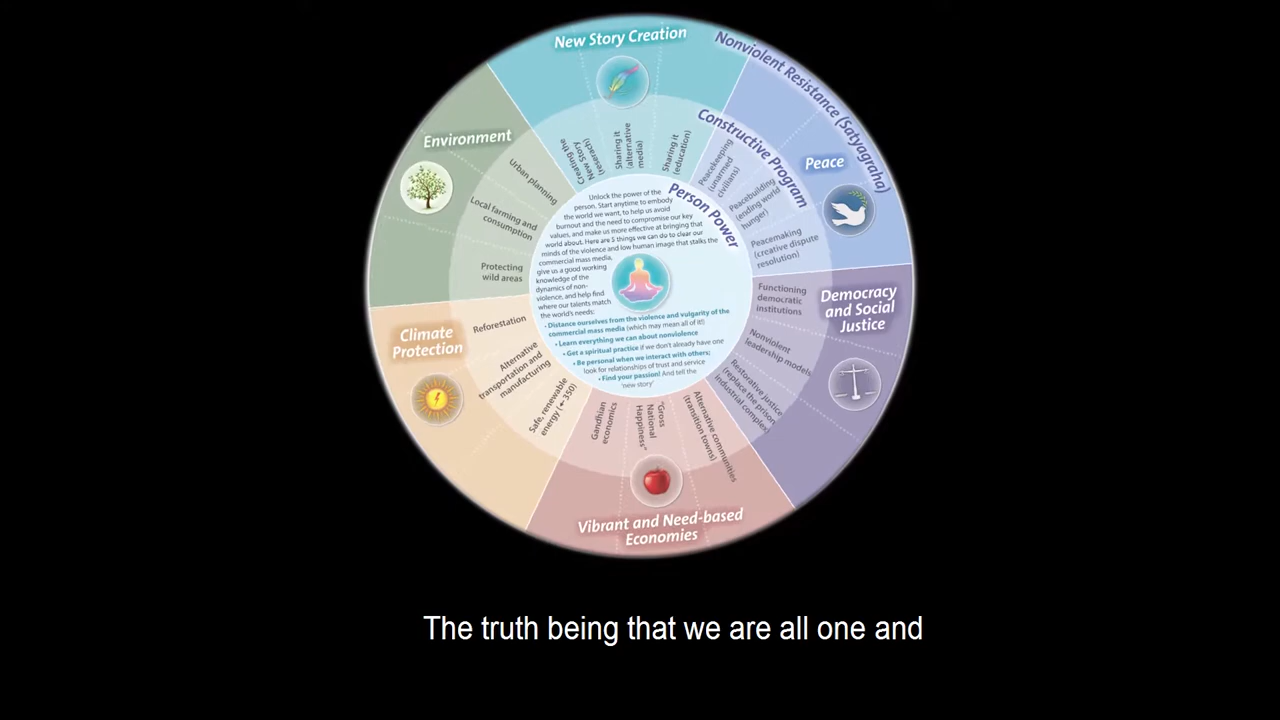 New Story Creation
Nonviolent Resistance (Satyagraha)
Constructive Program
Person Power
Environment
Urban planning
Local farming and
consumption
Protecting
wild areas
Creating the
New Story
Sharing it
(alternative
media)
Sharing it
(education)
Peace
Peacekeeping
(unarmed
civilians)
Peacebuilding
(ending world
hunger)
Peacemaking
(creative dispute
resolution)
Democracy
and Social
Justice
Functioning
democratic
institutions
Nonviolent
leadership models
Restorative justice
(replace the prison
industrial complex)
Vibrant and Need-based
Economies
Alternative communities
(transition towns)
"Gross
National
Happiness"
Gandhian
economics
Climate
Protection
Reforestation
Alternative
transportation and
manufacturing
Safe, renewable
energy (←350)
Unlock the power of the
person. Start anytime to embody
the world we want, to help us avoid
burnout and the need to compromise our key
values, and make us more effective at bringing that
world about. Here are 5 things we can do to clear our
minds of the violence and low human image that stalks the
commercial mass media,
give us a good working
knowledge of the
dynamics of non-
violence, and help find
where our talents match
the world's needs:
• Distance ourselves from the violence and vulgarity of the
commercial mass media (which may mean all of it!)
• Learn everything we can about nonviolence
• Get a spiritual practice if we don't already have one
• Be personal when we interact with others;
look for relationships of trust and service
• Find your passion! And tell the
'new story'
The truth being that we are all one and